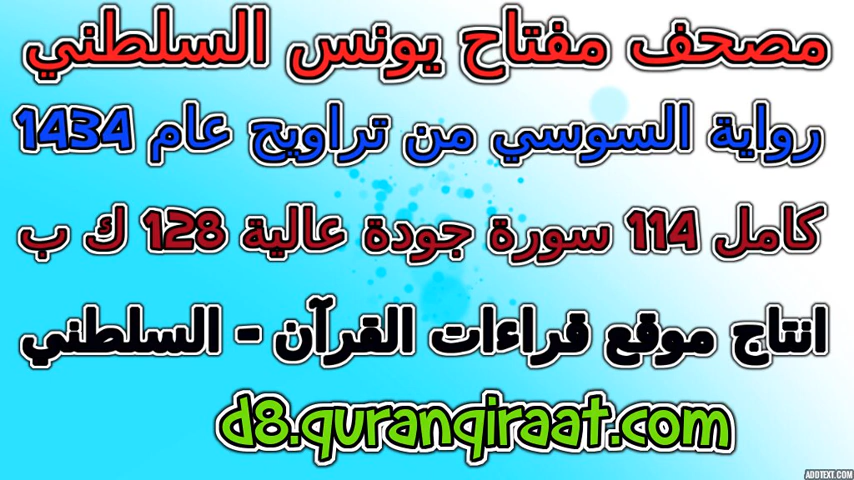 مصحف مفتاح يونس السلطني
رواية السوسي من تراويح عام 1434
كامل 114 سورة جودة عالية 128 ك ب
انتاج موقع قراءات القرآن - السلطني
d8.quranqiraat.com
ADDTEXT.COM